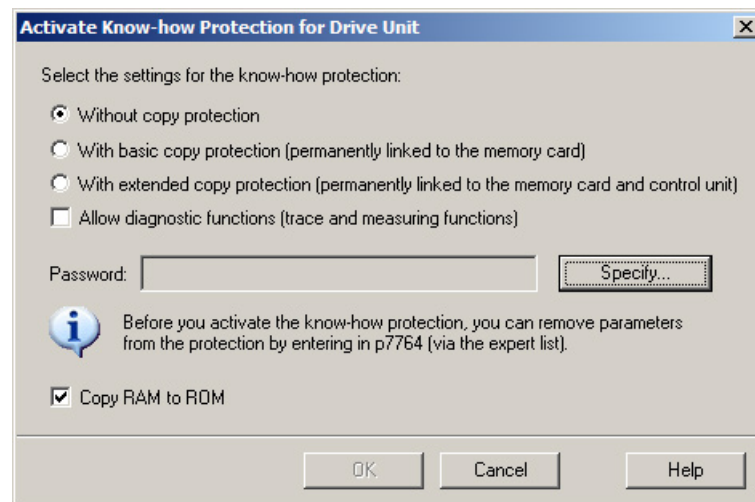 Activate Know-how Protection for Drive Unit
Select the settings for the know-how protection:
Without copy protection
With basic copy protection (permanently linked to the memory card)
With extended copy protection (permanently linked to the memory card and control unit)
Allow diagnostic functions (trace and measuring functions)
Password:
Specify...
Before you activate the know-how protection, you can remove parameters
from the protection by entering in p7764 (via the expert list).
Copy RAM to ROM
OK
Cancel
Help